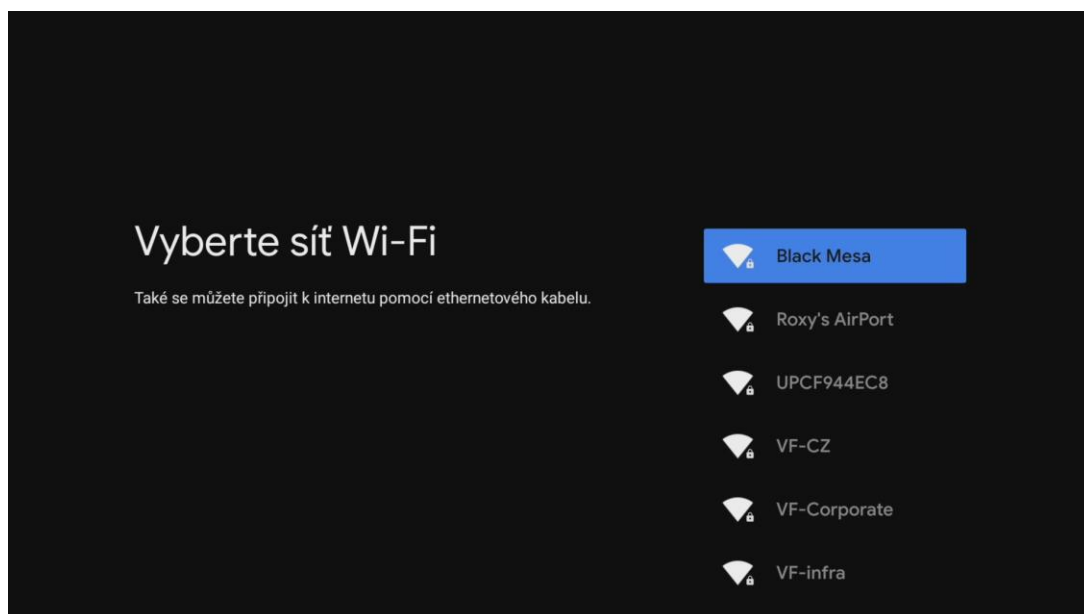 Vyberte síť Wi-Fi
Také se můžete připojit k internetu pomocí ethernetového kabelu.
Black Mesa
Roxy's AirPort
UPCF944EC8
VF-CZ
VF-Corporate
VF-infra